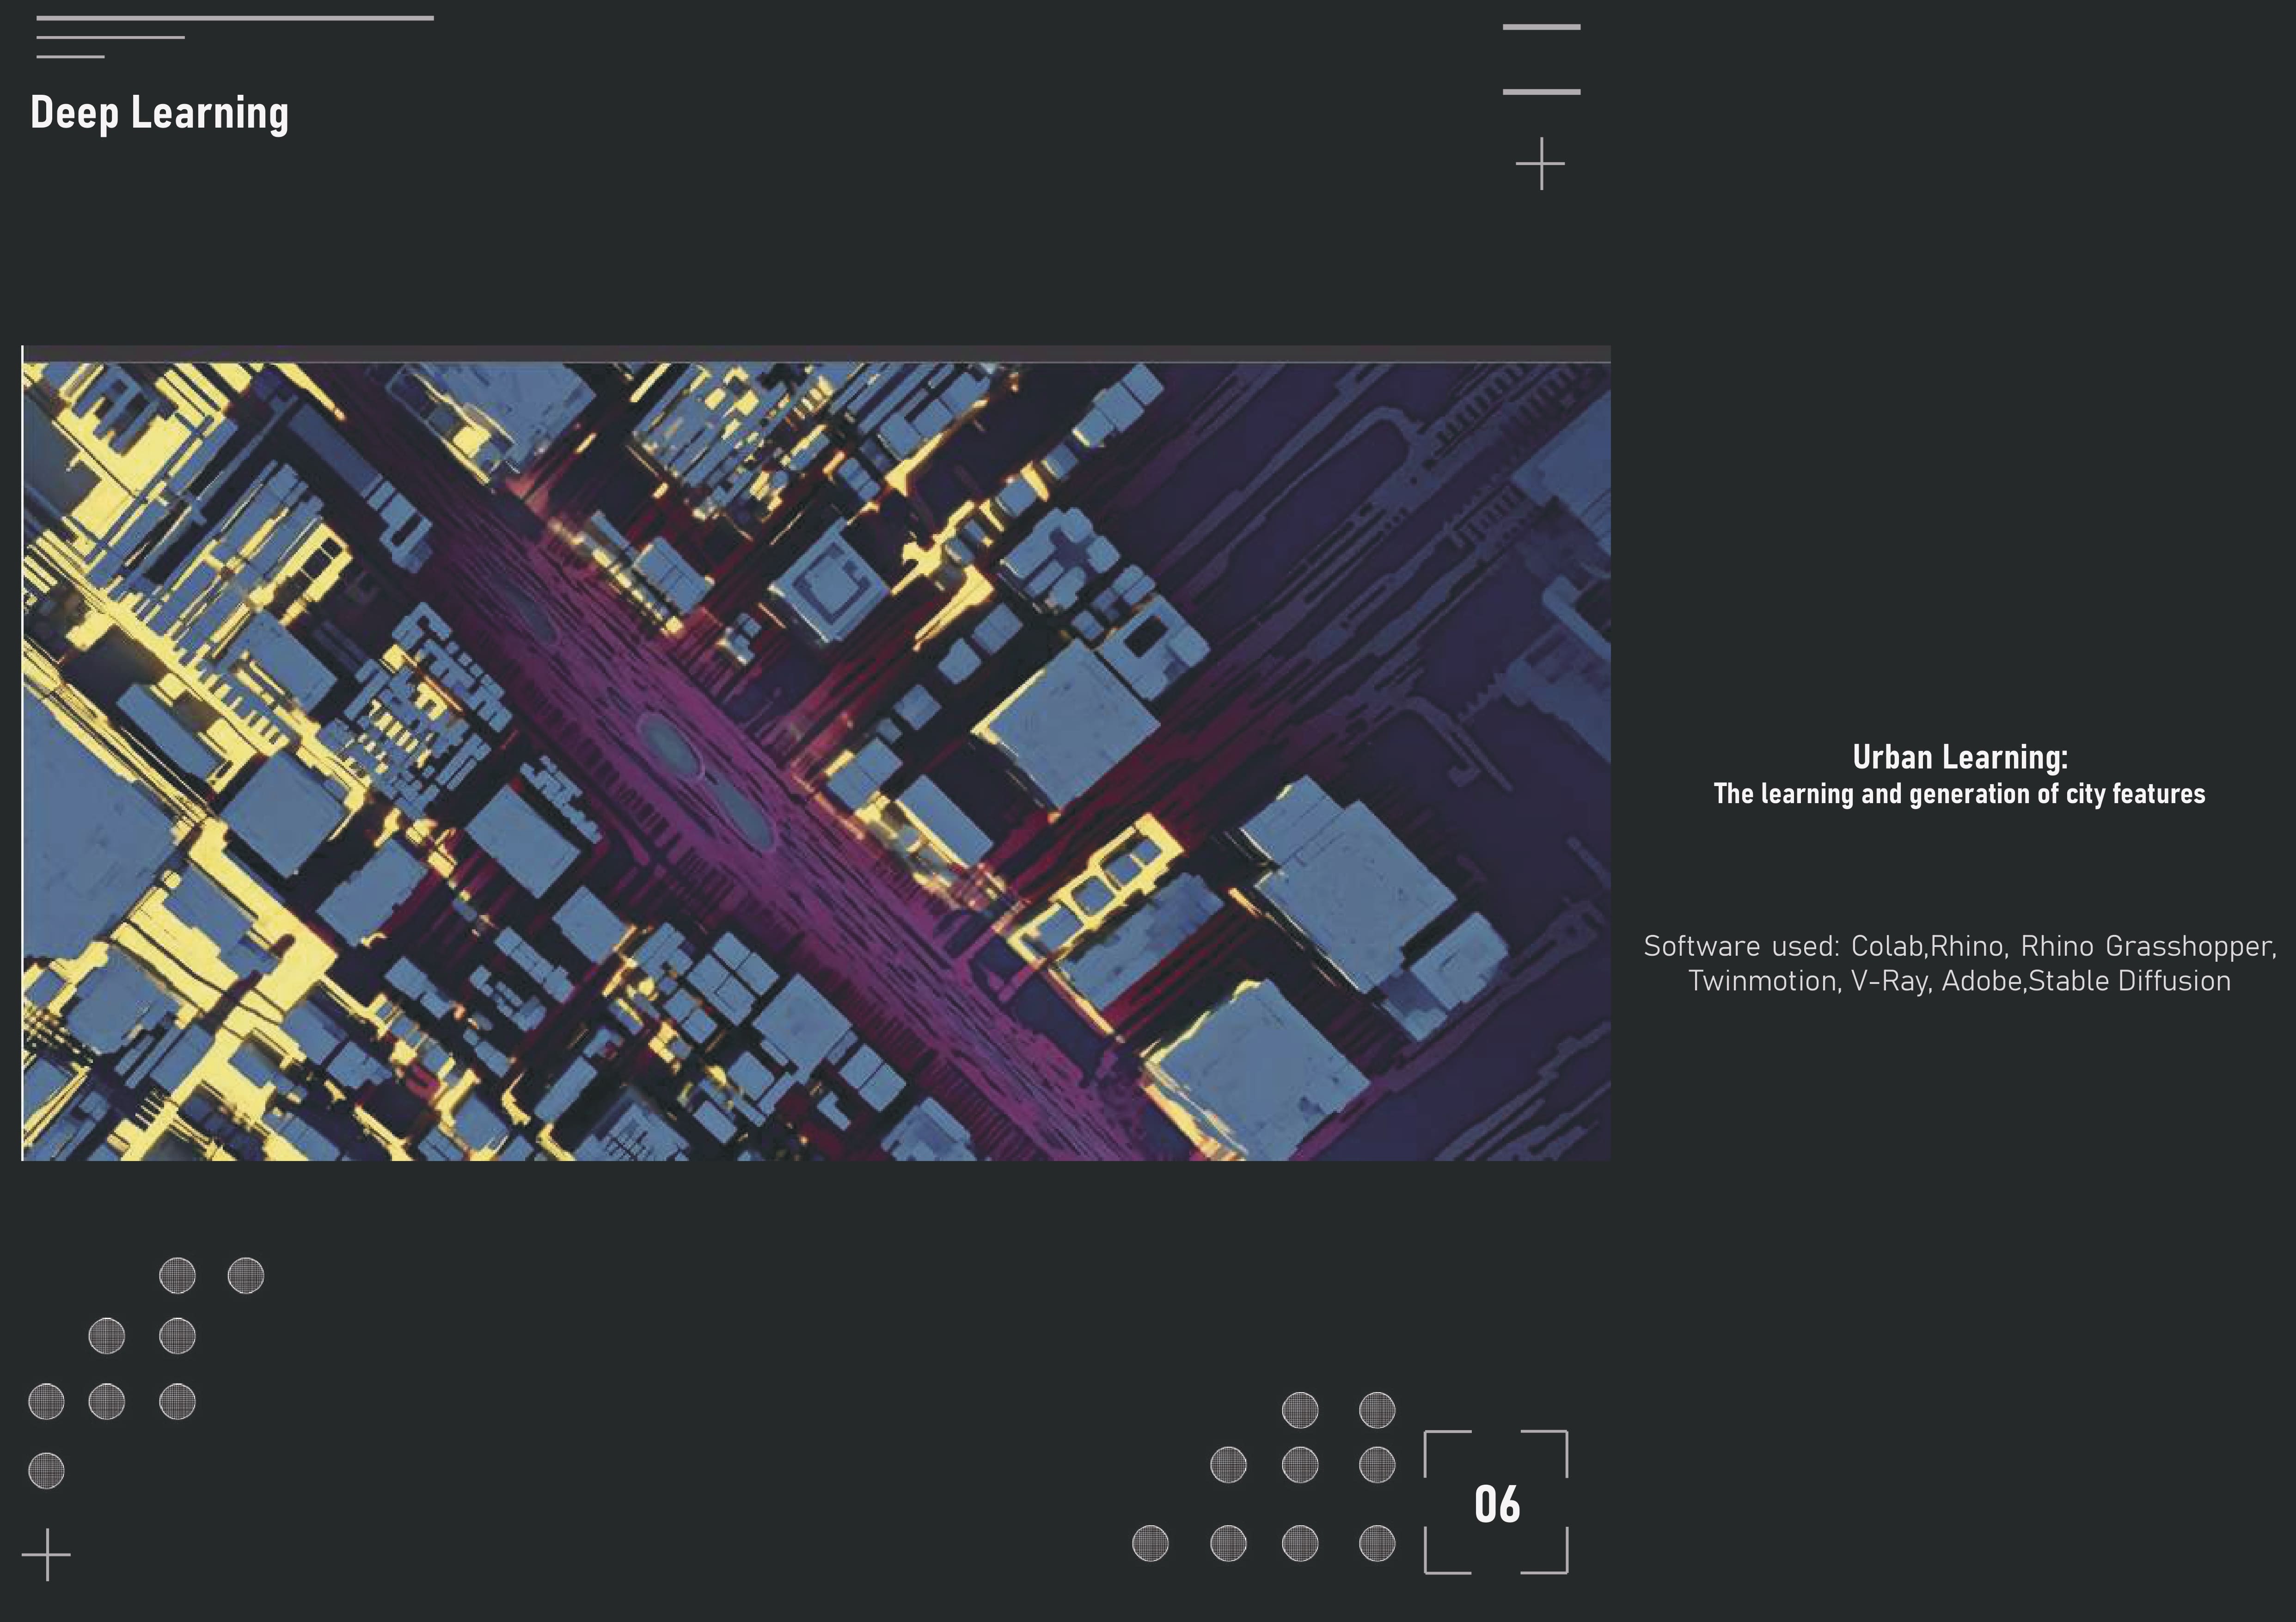 Deep Learning
Urban Learning:
The learning and generation of city features
Software used: Colab,Rhino, Rhino Grasshopper,
Twinmotion, V-Ray, Adobe,Stable Diffusion
06